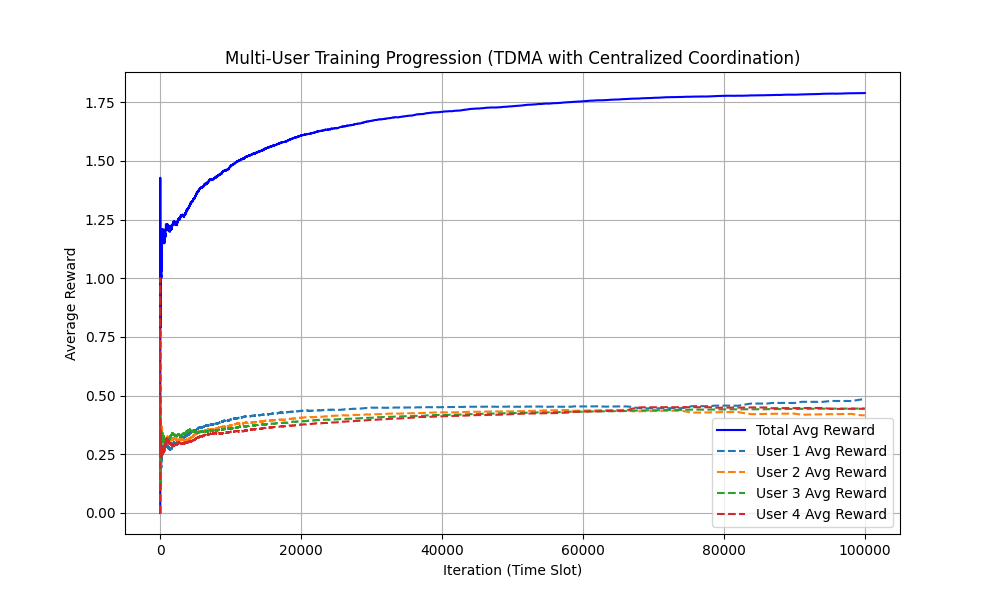 Multi-User Training Progression (TDMA with Centralized Coordination)
Average Reward
1.75
1.50
1.25
1.00
0.75
0.50
0.25
0.00
Total Avg Reward
User 1 Avg Reward
User 2 Avg Reward
User 3 Avg Reward
User 4 Avg Reward
0 20000 40000 60000 80000 100000
Iteration (Time Slot)